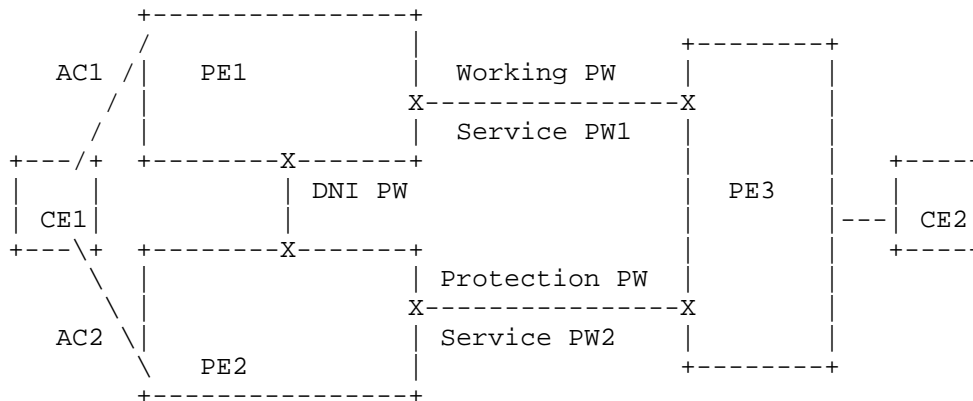 AC1 PE1 Working PW
Service PW1
DNI PW PE3
CE1 CE2
Protection PW
AC2 Service PW2
PE2